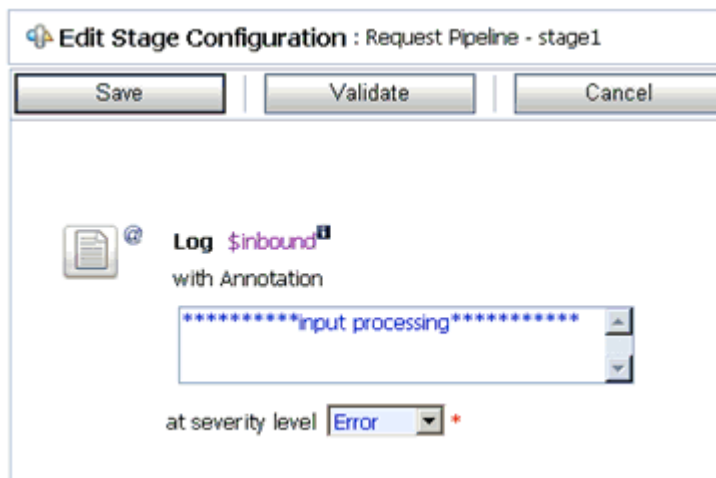 Edit Stage Configuration : Request Pipeline - stage1
Save Validate Cancel
@ Log $inbound i
with Annotation
**********input processing***********
at severity level Error *